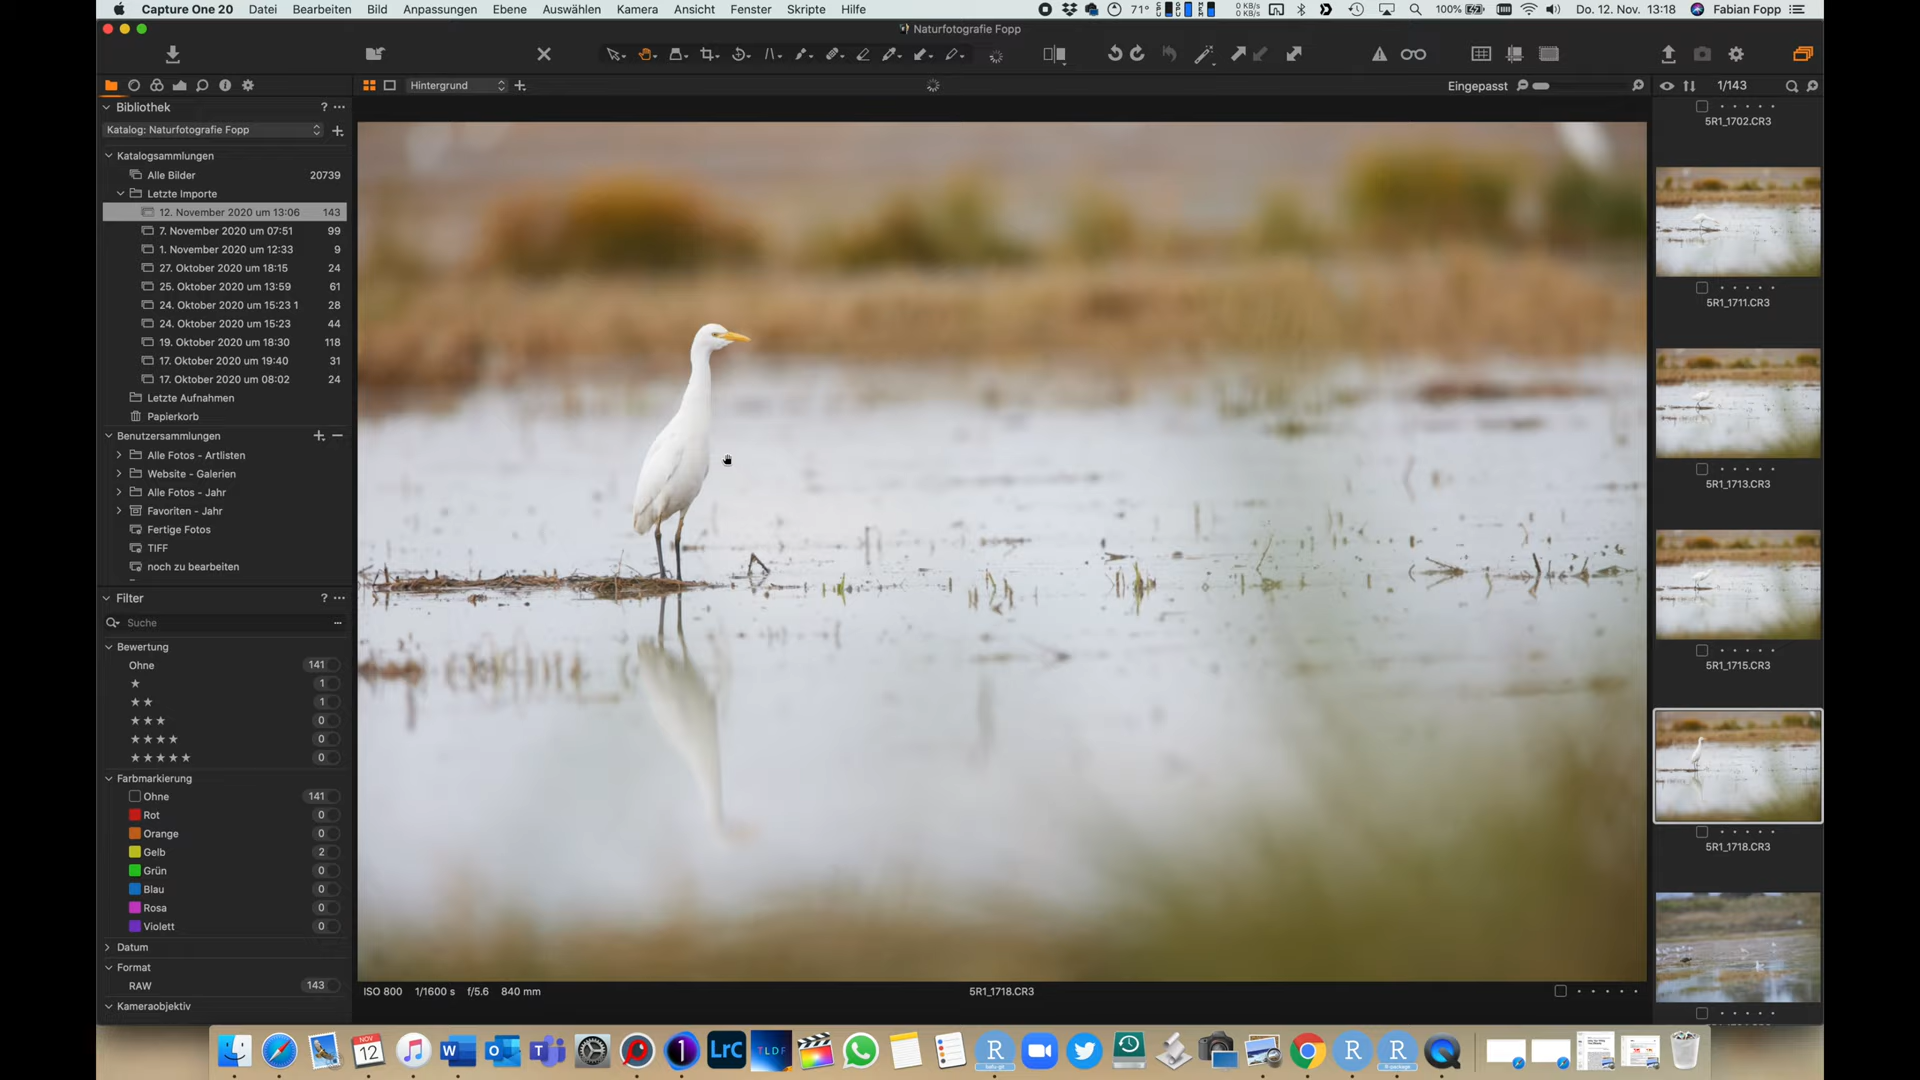 Capture One 20 Datei Bearbeiten Bild Anpassungen Ebene Auswählen Kamera Ansicht Fenster Skripte Hilfe 71° 0 KB/s 0 KB/s 100% Do. 12. Nov. 13:18 Fabian Fopp
Naturfotografie Fopp
Hintergrund
Eingepasst
1/143
Bibliothek ?
Katalog: Naturfotografie Fopp
Katalogsammlungen
Alle Bilder 20739
Letzte Importe
12. November 2020 um 13:06 143
7. November 2020 um 07:51 99
1. November 2020 um 12:33 9
27. Oktober 2020 um 18:15 24
25. Oktober 2020 um 13:59 61
24. Oktober 2020 um 15:23 1 28
24. Oktober 2020 um 15:23 44
19. Oktober 2020 um 18:30 118
17. Oktober 2020 um 19:40 31
17. Oktober 2020 um 08:02 24
Letzte Aufnahmen
Papierkorb
Benutzersammlungen
Alle Fotos - Artlisten
Website - Galerien
Alle Fotos - Jahr
Favoriten - Jahr
Fertige Fotos
TIFF
noch zu bearbeiten
Filter ?
Suche
Bewertung
Ohne 141
★ 1
★★ 1
★★★ 0
★★★★ 0
★★★★★ 0
Farbmarkierung
Ohne 141
Rot 0
Orange 0
Gelb 2
Grün 0
Blau 0
Rosa 0
Violett 0
Datum
Format
RAW 143
Kameraobjektiv
ISO 800 1/1600 s f/5.6 840 mm
5R1_1718.CR3
5R1_1702.CR3
5R1_1711.CR3
5R1_1713.CR3
5R1_1715.CR3
5R1_1718.CR3
NOV
12
W
O
T
1
LrC
TLDF
R
R
R